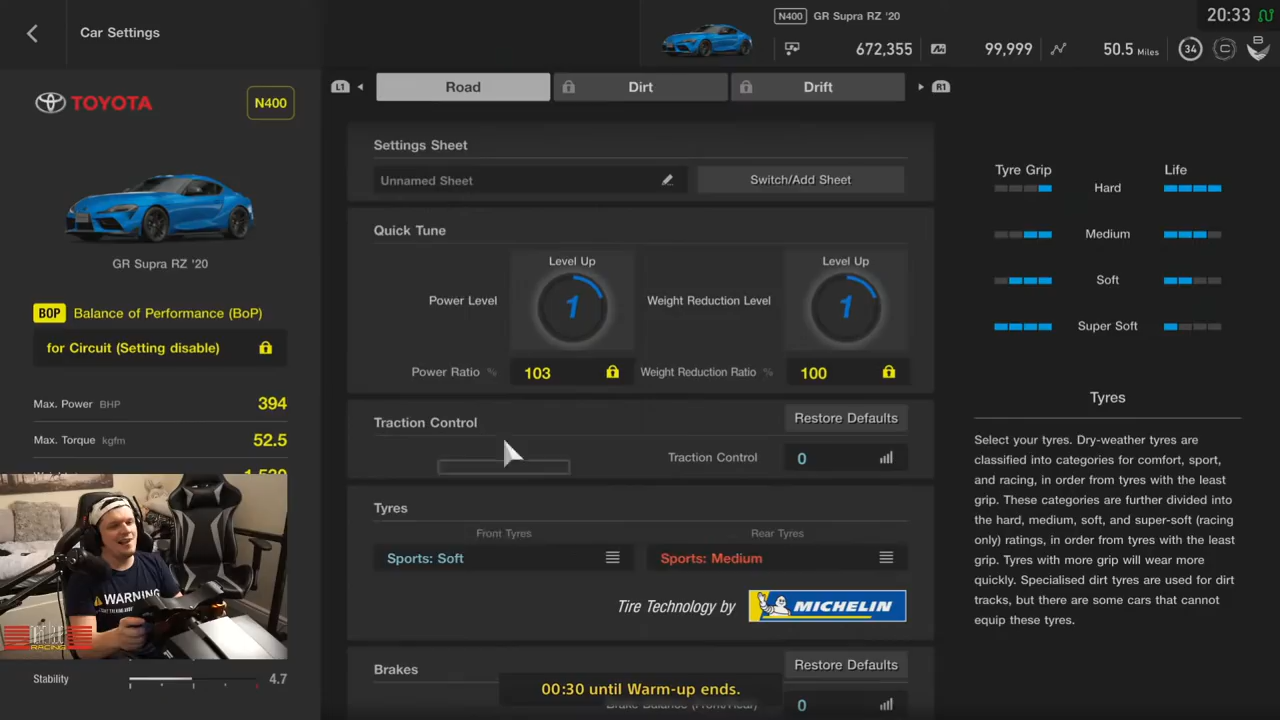 Car Settings
N400 GR Supra RZ '20
672,355
99,999
50.5 Miles
34
20:33
TOYOTA
N400
GR Supra RZ '20
BOP Balance of Performance (BoP)
for Circuit (Setting disable)
Max. Power BHP 394
Max. Torque kgfm 52.5
WARNING
RACING
Stability 4.7
L1 Road Dirt Drift R1
Settings Sheet
Unnamed Sheet
Switch/Add Sheet
Quick Tune
Level Up
Level Up
Power Level 1
Weight Reduction Level 1
Power Ratio % 103
Weight Reduction Ratio % 100
Traction Control
Restore Defaults
Traction Control 0
Tyres
Front Tyres
Rear Tyres
Sports: Soft
Sports: Medium
Tire Technology by MICHELIN
Brakes
Restore Defaults
Brake Balance (Front/Rear) 0
00:30 until Warm-up ends.
Tyre Grip Life
Hard
Medium
Soft
Super Soft
Tyres
Select your tyres. Dry-weather tyres are
classified into categories for comfort, sport,
and racing, in order from tyres with the least
grip. These categories are further divided into
the hard, medium, soft, and super-soft (racing
only) ratings, in order from tyres with the least
grip. Tyres with more grip will wear more
quickly. Specialised dirt tyres are used for dirt
tracks, but there are some cars that cannot
equip these tyres.